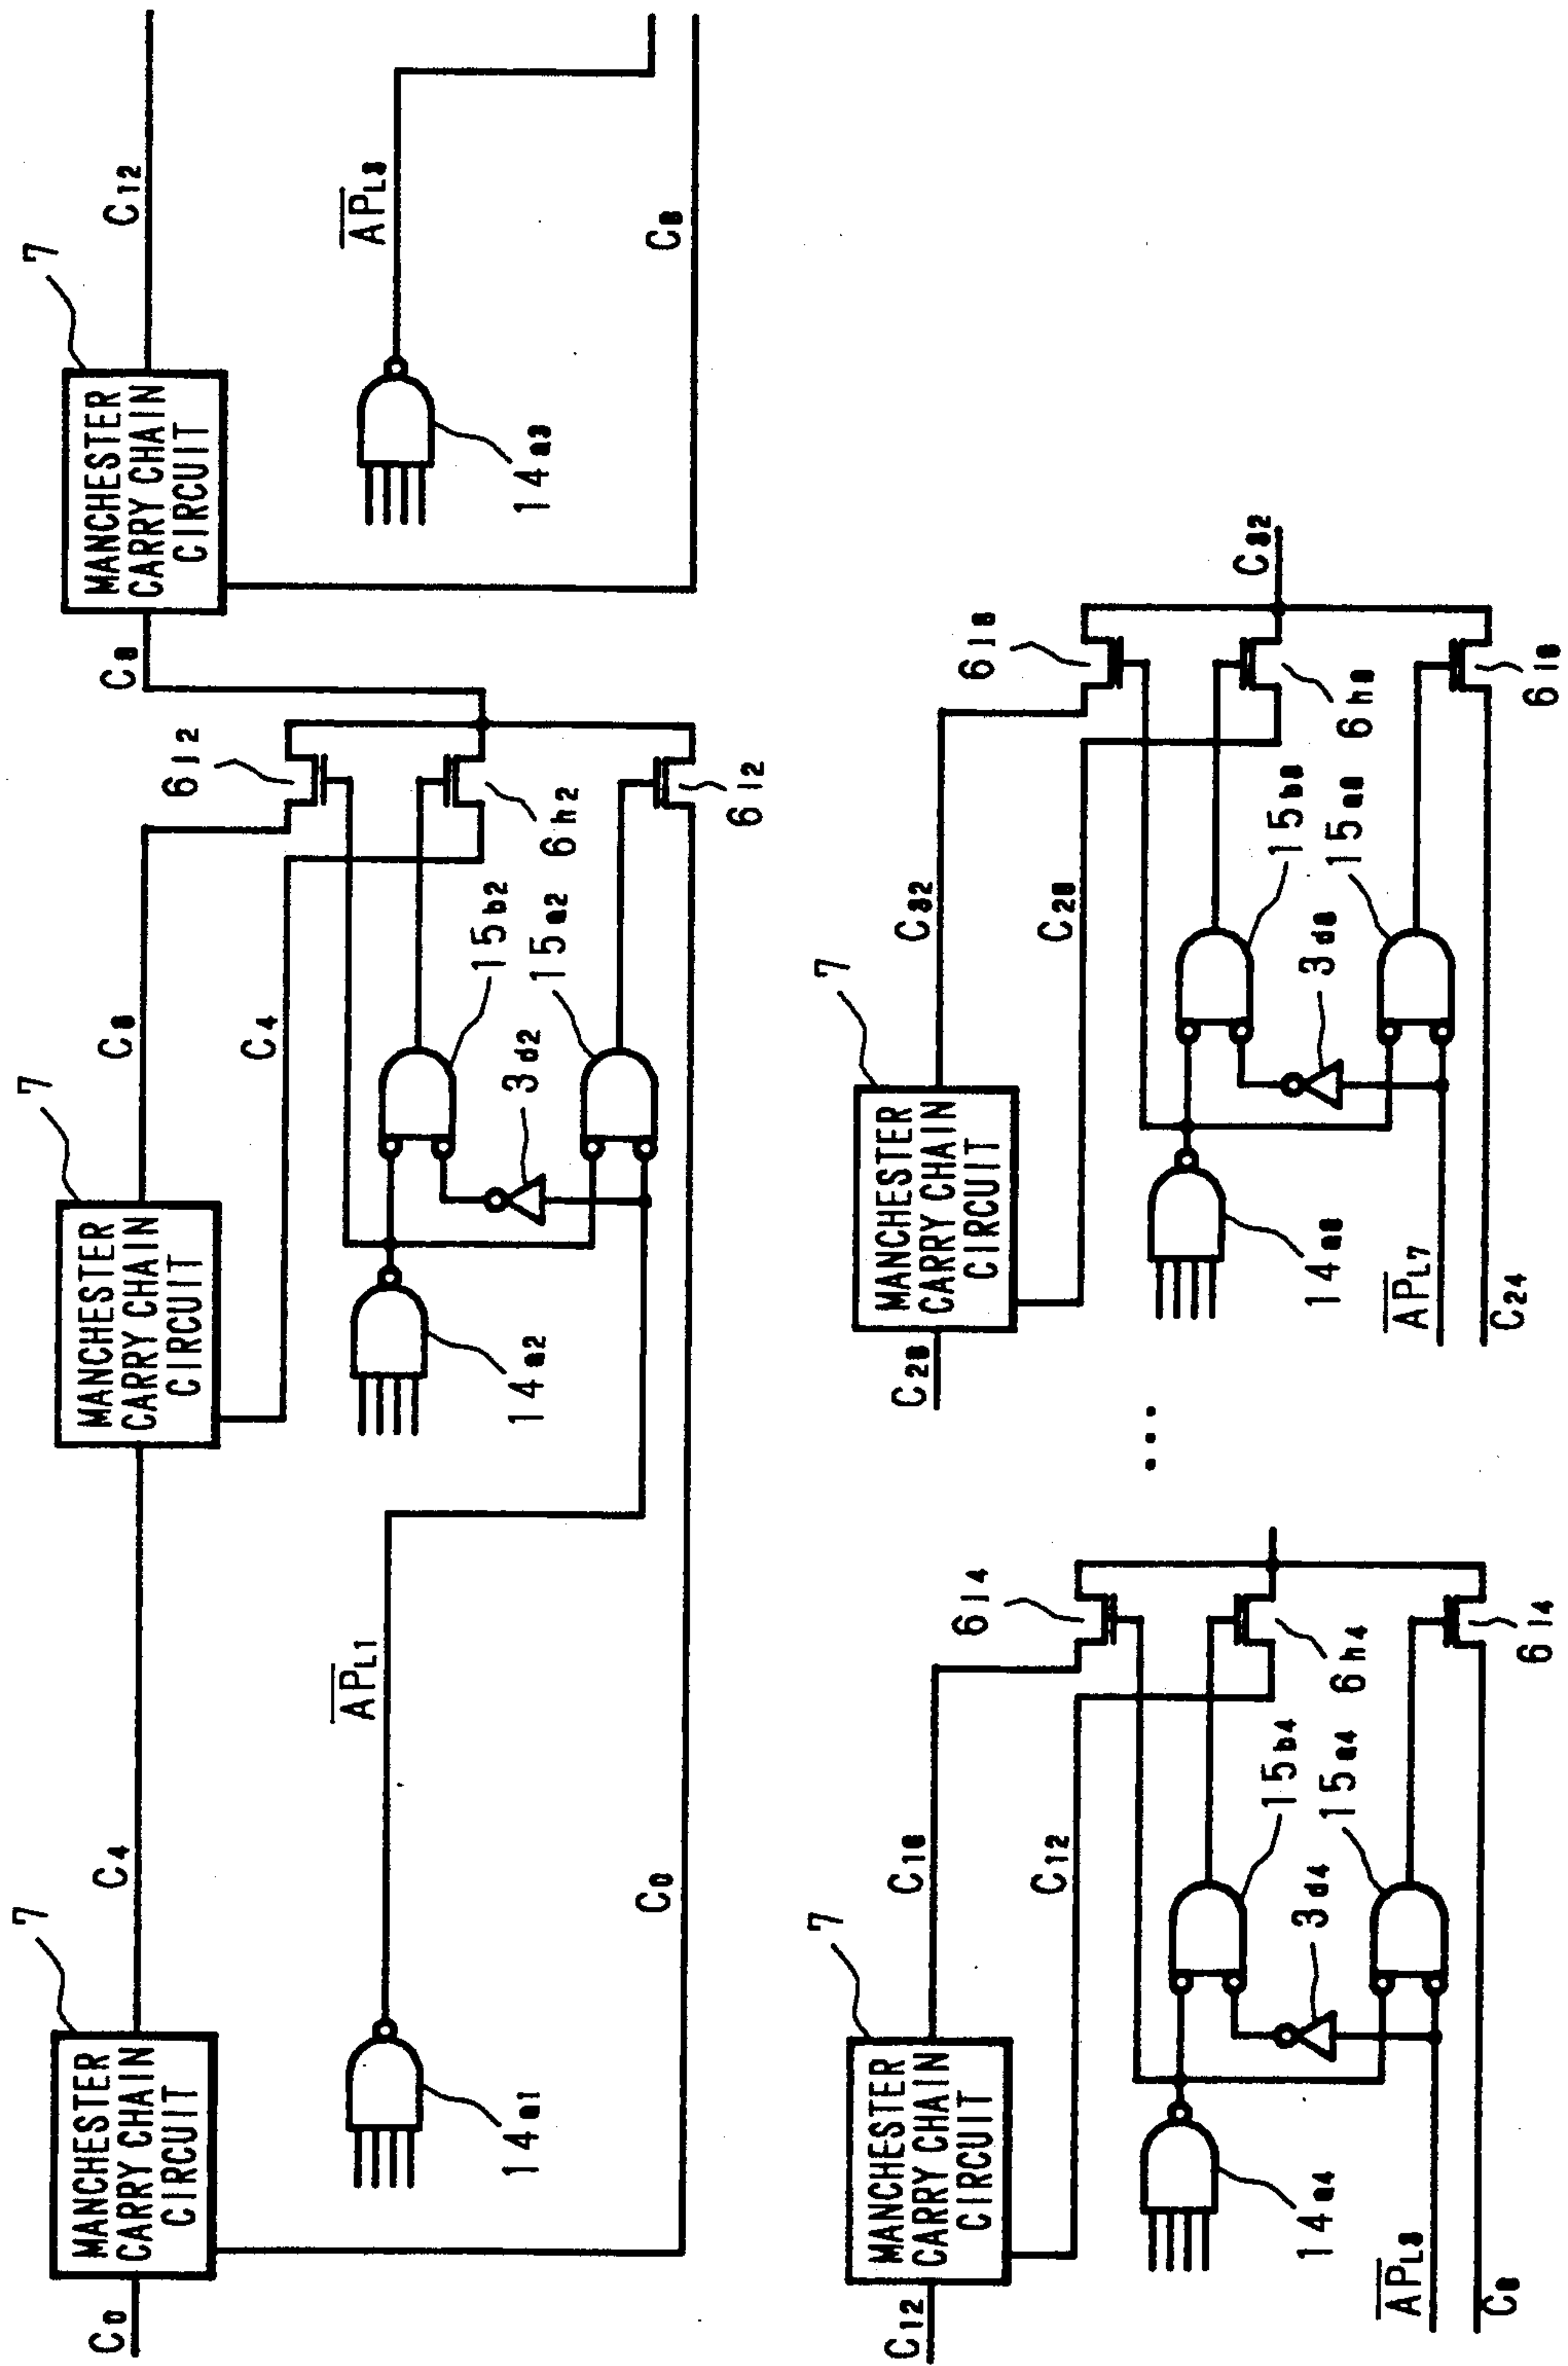 C0
MANCHESTER
CARRY CHAIN
CIRCUIT
7
C4
14a1
APL1
C0
MANCHESTER
CARRY CHAIN
CIRCUIT
7
C8
C4
14a2
3d2
15b2
15a2
6i2
6h2
6l2
C8
MANCHESTER
CARRY CHAIN
CIRCUIT
7
C12
14a3
APL3
C8
C12
MANCHESTER
CARRY CHAIN
CIRCUIT
7
C16
C12
14a4
APL3
C8
3d4
15b4
15a4
6i4
6h4
6l4
...
C28
MANCHESTER
CARRY CHAIN
CIRCUIT
7
C32
C28
14a8
APL7
C24
3d8
15b8
15a8
6i8
6h8
6l8
C32